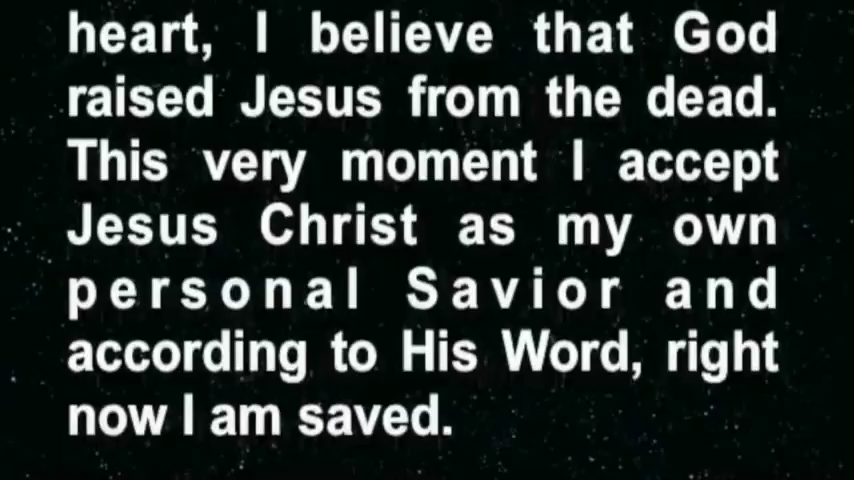 heart, I believe that God
raised Jesus from the dead.
This very moment I accept
Jesus Christ as my own
personal Savior and
according to His Word, right
now I am saved.